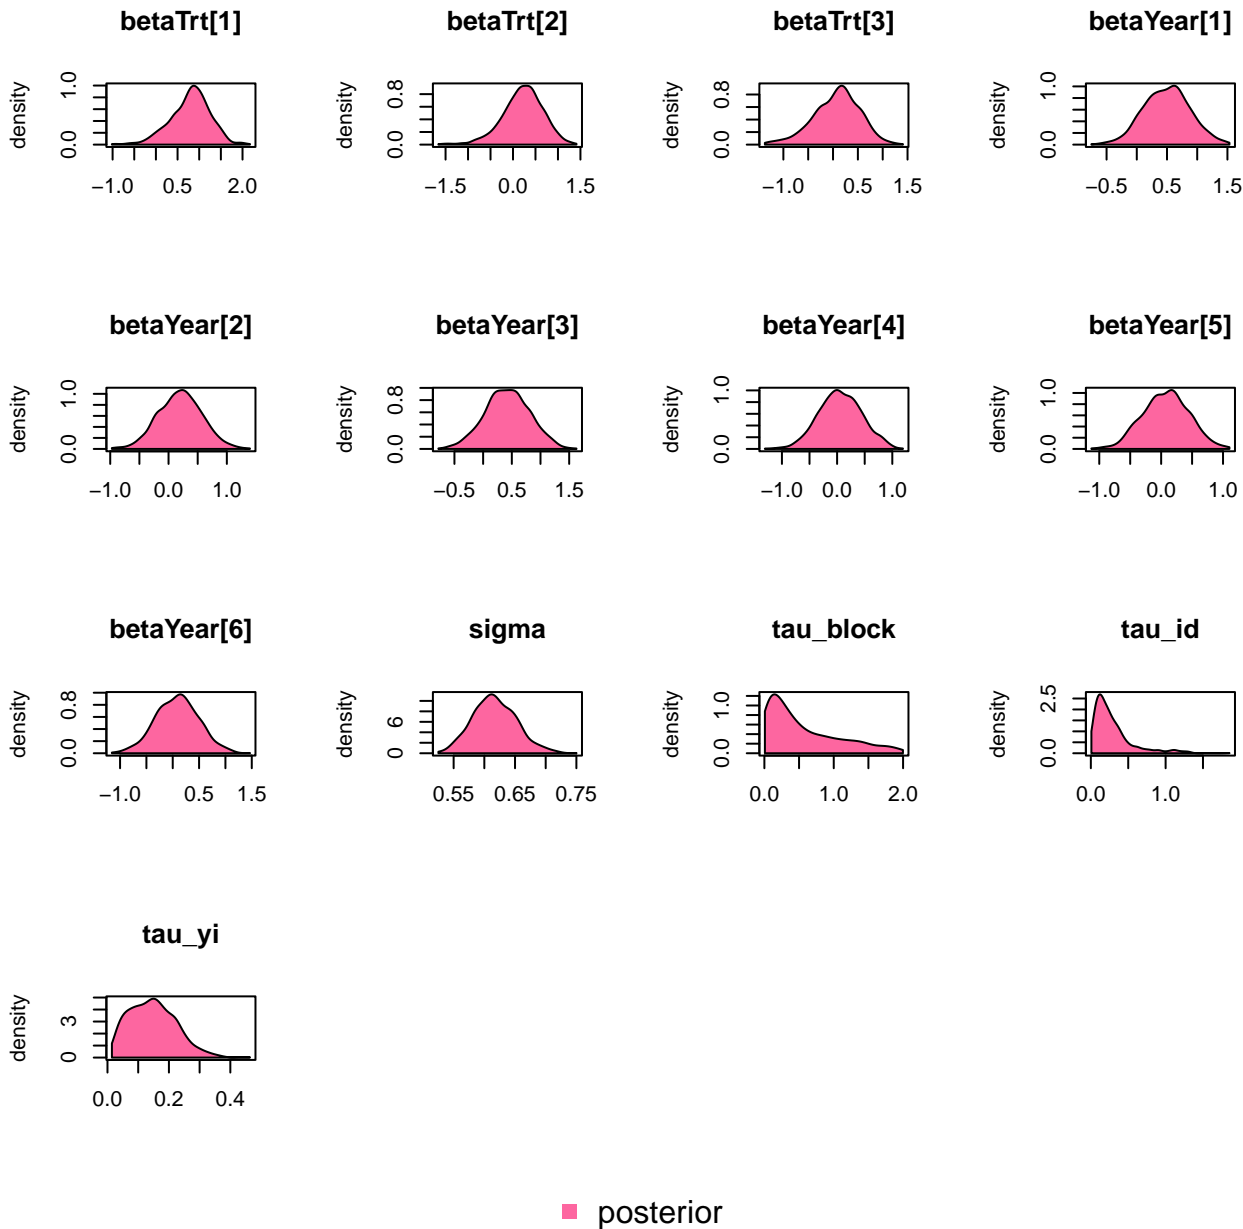 betaTrt[1] betaTrt[2] betaTrt[3] betaYear[1]
density 0.0 1.0 density 0.0 0.8 density 0.0 0.8 density 0.0 1.0
−1.0 0.5 2.0 −1.5 0.0 1.5 −1.0 0.5 1.5 −0.5 0.5 1.5
betaYear[2] betaYear[3] betaYear[4] betaYear[5]
density 0.0 1.0 density 0.0 0.8 density 0.0 1.0 density 0.0 1.0
−1.0 0.0 1.0 −0.5 0.5 1.5 −1.0 0.0 1.0 −1.0 0.0 1.0
betaYear[6] sigma tau_block tau_id
density 0.0 0.8 density 0 6 density 0.0 1.0 density 0.0 2.5
−1.0 0.5 1.5 0.55 0.65 0.75 0.0 1.0 2.0 0.0 1.0
tau_yi
density 0 3
0.0 0.2 0.4
posterior